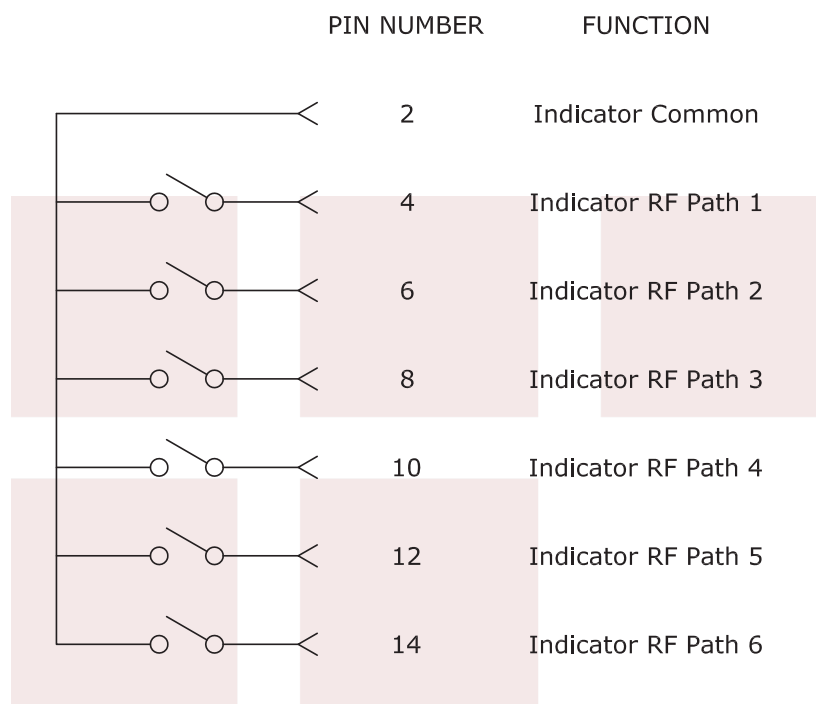 PIN NUMBER FUNCTION
2 Indicator Common
4 Indicator RF Path 1
6 Indicator RF Path 2
8 Indicator RF Path 3
10 Indicator RF Path 4
12 Indicator RF Path 5
14 Indicator RF Path 6